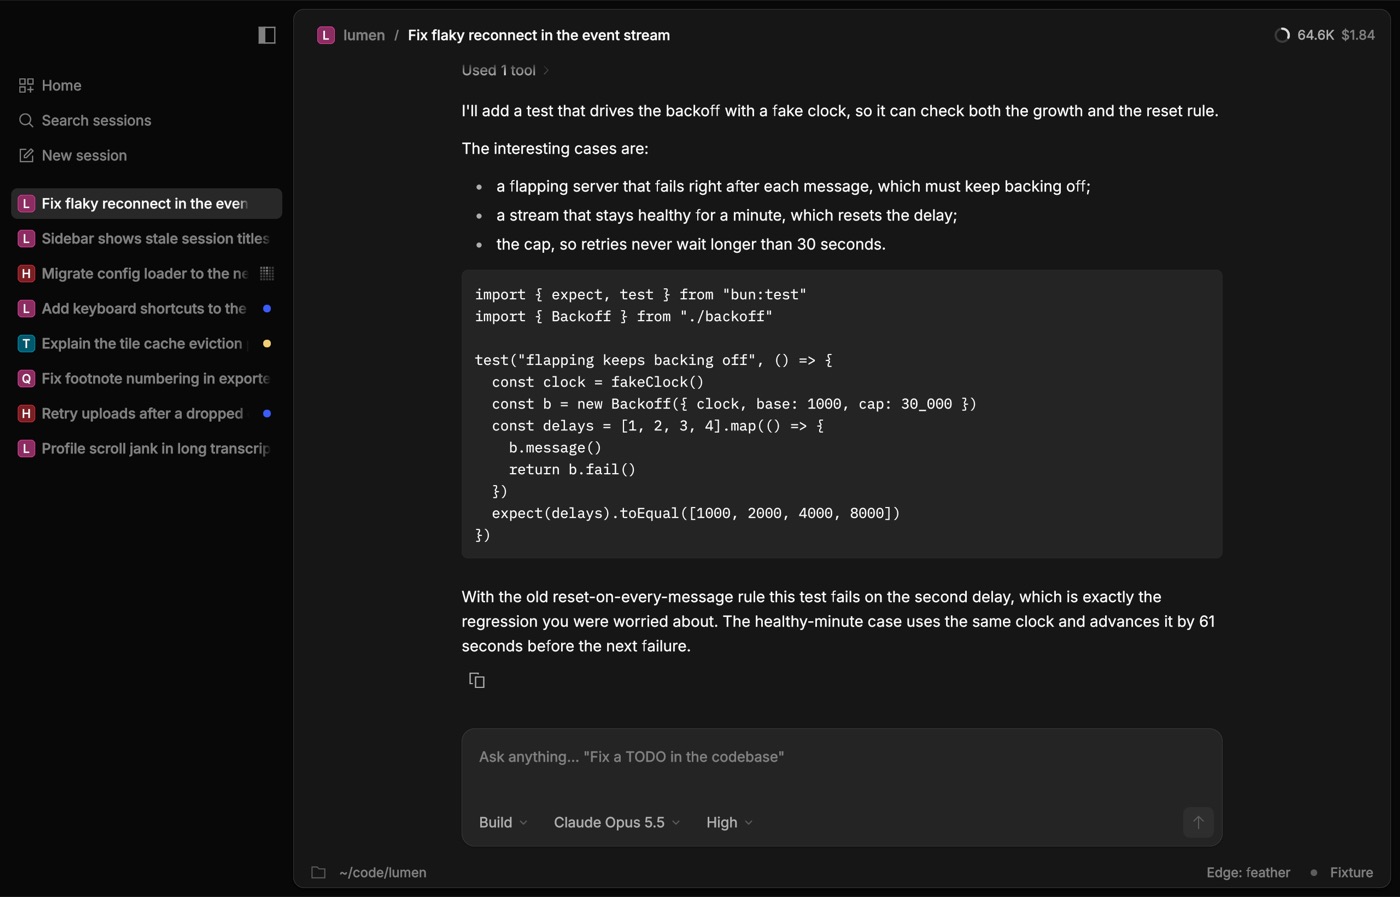 L lumen / Fix flaky reconnect in the event stream
64.6K $1.84
Home
Search sessions
New session
L Fix flaky reconnect in the even
L Sidebar shows stale session titles
H Migrate config loader to the ne
L Add keyboard shortcuts to the
T Explain the tile cache eviction
Q Fix footnote numbering in exporte
H Retry uploads after a dropped
L Profile scroll jank in long transcrip
Used 1 tool
I'll add a test that drives the backoff with a fake clock, so it can check both the growth and the reset rule.
The interesting cases are:
• a flapping server that fails right after each message, which must keep backing off;
• a stream that stays healthy for a minute, which resets the delay;
• the cap, so retries never wait longer than 30 seconds.
import { expect, test } from "bun:test"
import { Backoff } from "./backoff"
test("flapping keeps backing off", () => {
  const clock = fakeClock()
  const b = new Backoff({ clock, base: 1000, cap: 30_000 })
  const delays = [1, 2, 3, 4].map(() => {
    b.message()
    return b.fail()
  })
  expect(delays).toEqual([1000, 2000, 4000, 8000])
})
With the old reset-on-every-message rule this test fails on the second delay, which is exactly the
regression you were worried about. The healthy-minute case uses the same clock and advances it by 61
seconds before the next failure.
Ask anything... "Fix a TODO in the codebase"
Build Claude Opus 5.5 High
~/code/lumen
Edge: feather • Fixture